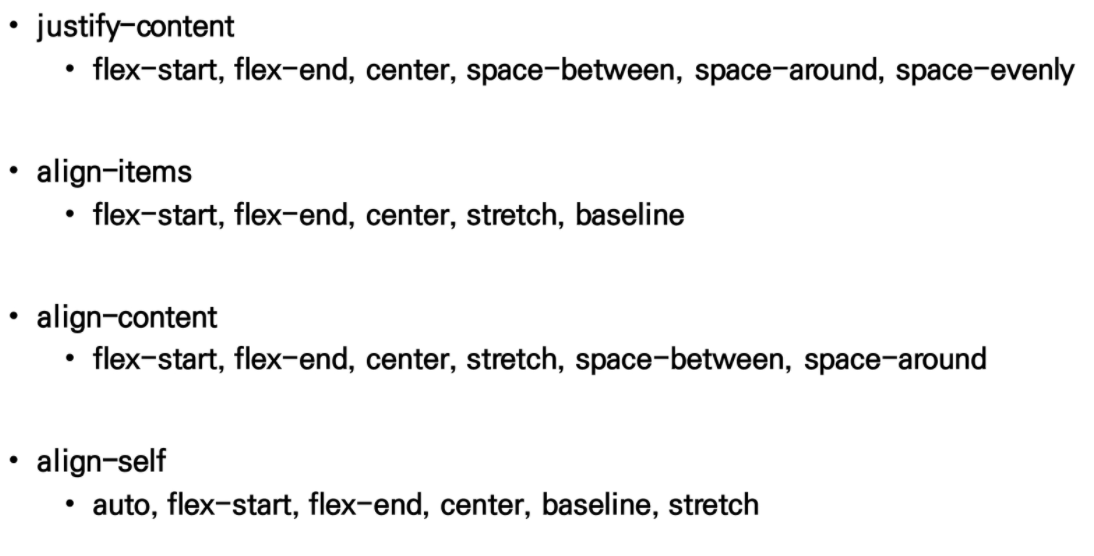 • justify-content
• flex-start, flex-end, center, space-between, space-around, space-evenly
• align-items
• flex-start, flex-end, center, stretch, baseline
• align-content
• flex-start, flex-end, center, stretch, space-between, space-around
• align-self
• auto, flex-start, flex-end, center, baseline, stretch